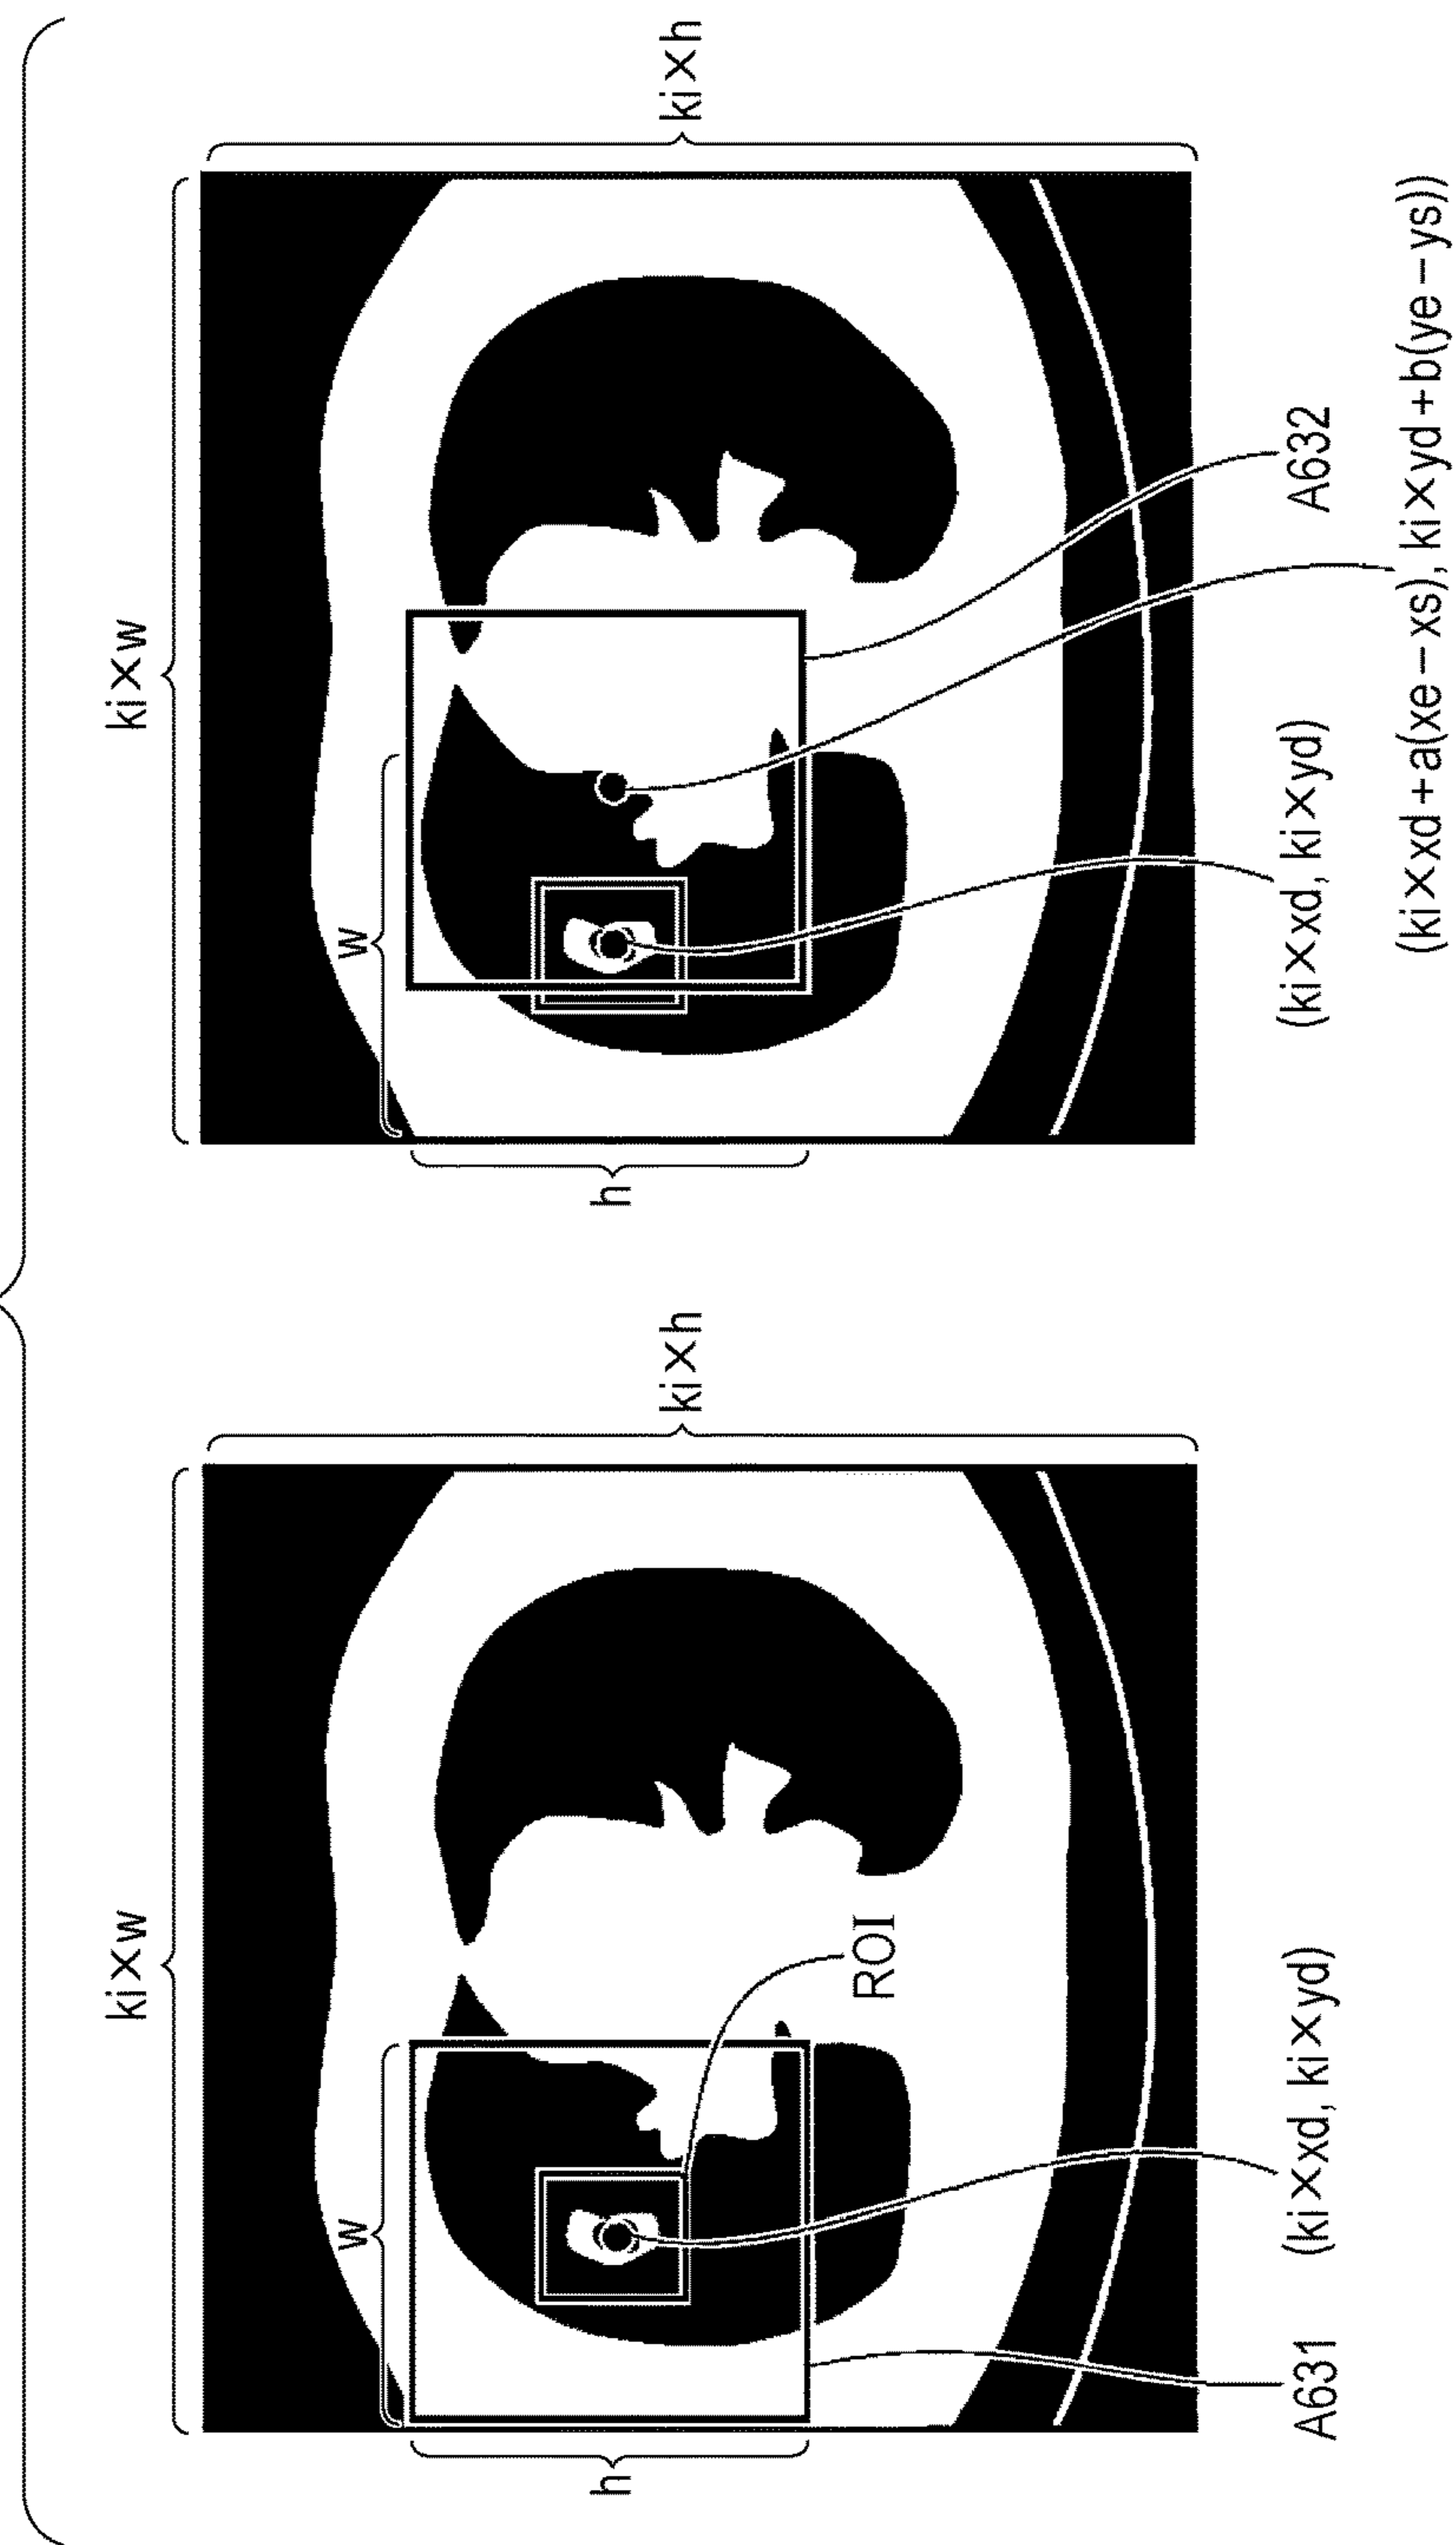 ki×w
w
h
ki×h
ROI
A631
(ki×xd, ki×yd)
ki×w
w
h
ki×h
(ki×xd, ki×yd)
A632
(ki×xd+a(xe−xs), ki×yd+b(ye−ys))